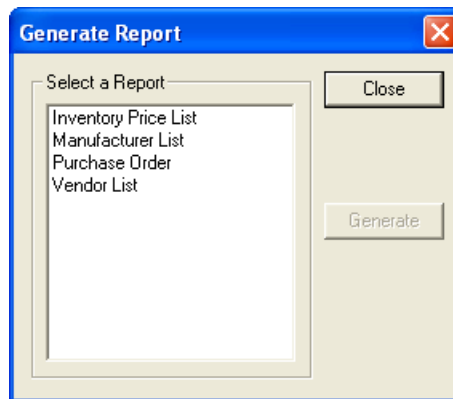 Generate Report
Select a Report
Close
Inventory Price List
Manufacturer List
Purchase Order
Vendor List
Generate